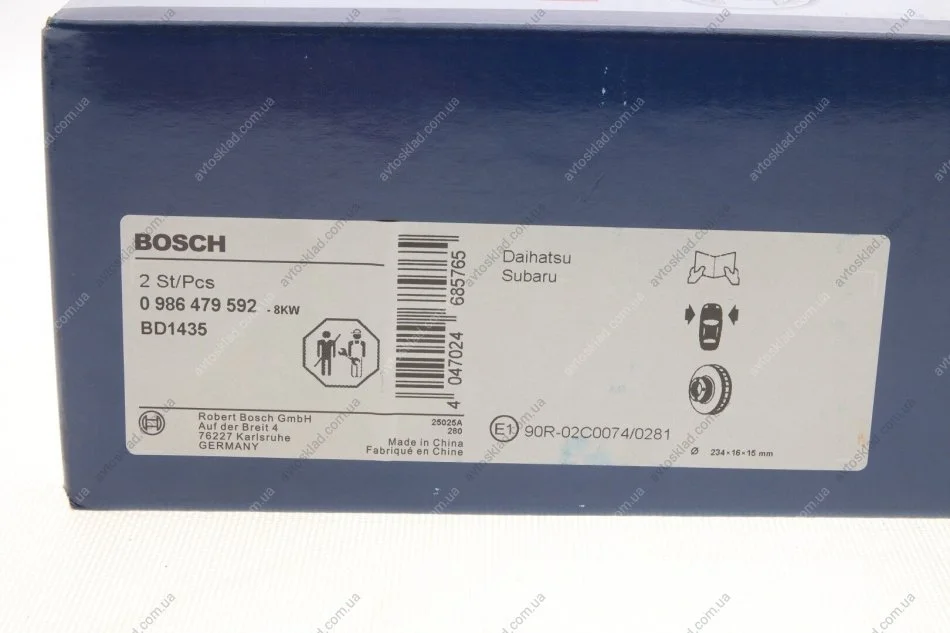 BOSCH
2 St/Pcs
0 986 479 592 - 8KW
BD1435
Robert Bosch GmbH
Auf der Breit 4
76227 Karlsruhe
GERMANY
25025A
280
Made in China
Fabriqué en Chine
4 047024 685765
Daihatsu
Subaru
E1 90R-02C0074/0281
Ø 234×16×15 mm
avtosklad.com.ua